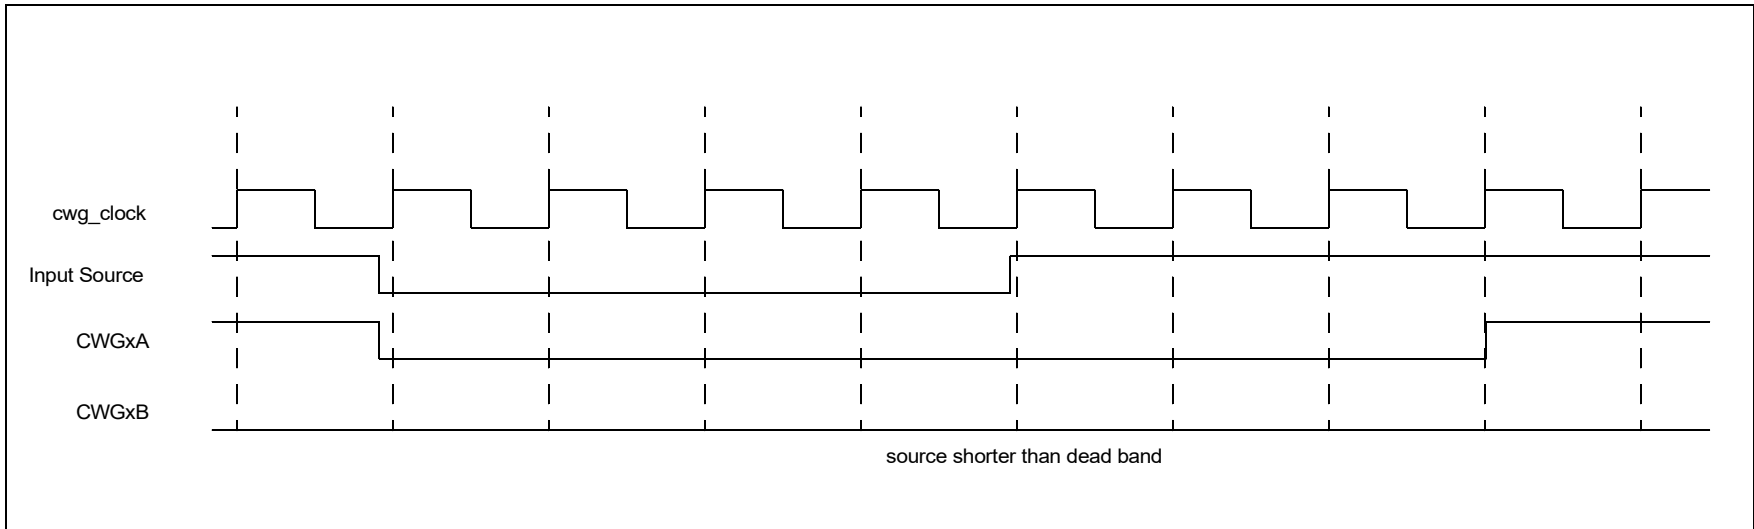 cwg_clock
Input Source
CWGxA
CWGxB
source shorter than dead band